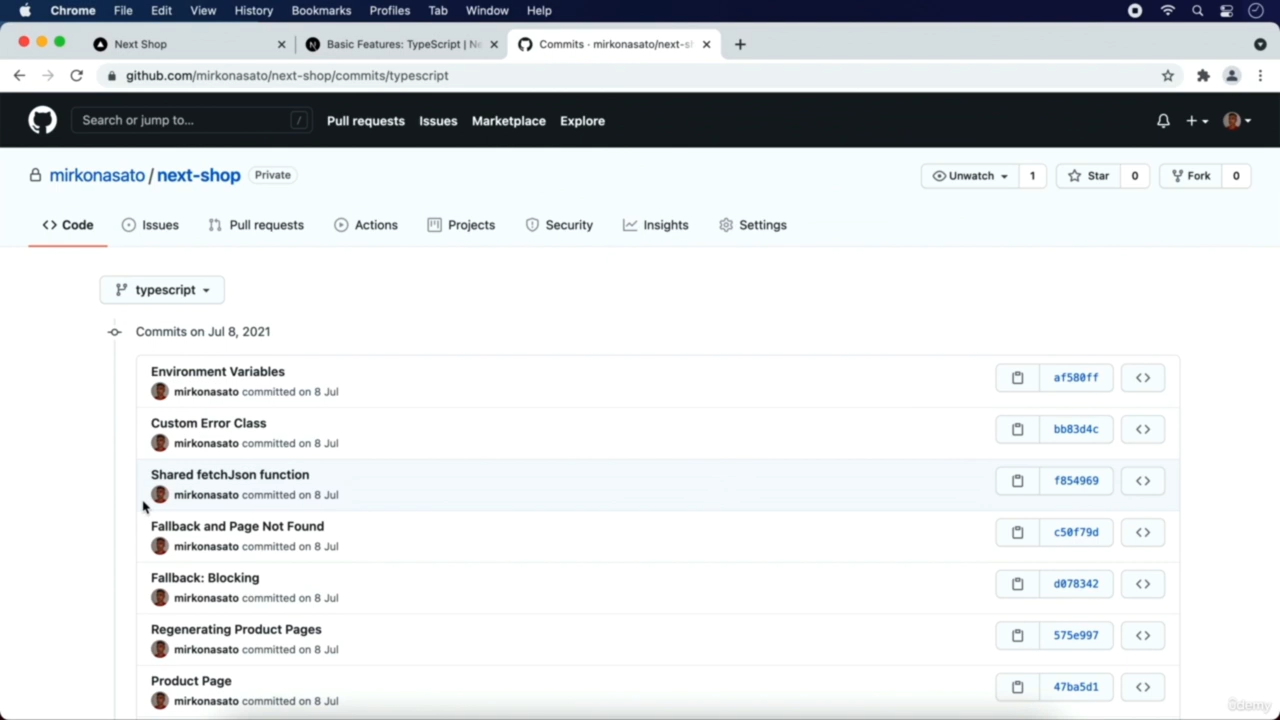 Chrome File Edit View History Bookmarks Profiles Tab Window Help
Next Shop
Basic Features: TypeScript | Ne
Commits · mirkonasato/next-sh
github.com/mirkonasato/next-shop/commits/typescript
Search or jump to... /
Pull requests Issues Marketplace Explore
mirkonasato / next-shop Private
Unwatch 1 Star 0 Fork 0
Code Issues Pull requests Actions Projects Security Insights Settings
typescript
Commits on Jul 8, 2021
Environment Variables
mirkonasato committed on 8 Jul
af580ff
Custom Error Class
mirkonasato committed on 8 Jul
bb83d4c
Shared fetchJson function
mirkonasato committed on 8 Jul
f854969
Fallback and Page Not Found
mirkonasato committed on 8 Jul
c50f79d
Fallback: Blocking
mirkonasato committed on 8 Jul
d078342
Regenerating Product Pages
mirkonasato committed on 8 Jul
575e997
Product Page
mirkonasato committed on 8 Jul
47ba5d1
ûdemy